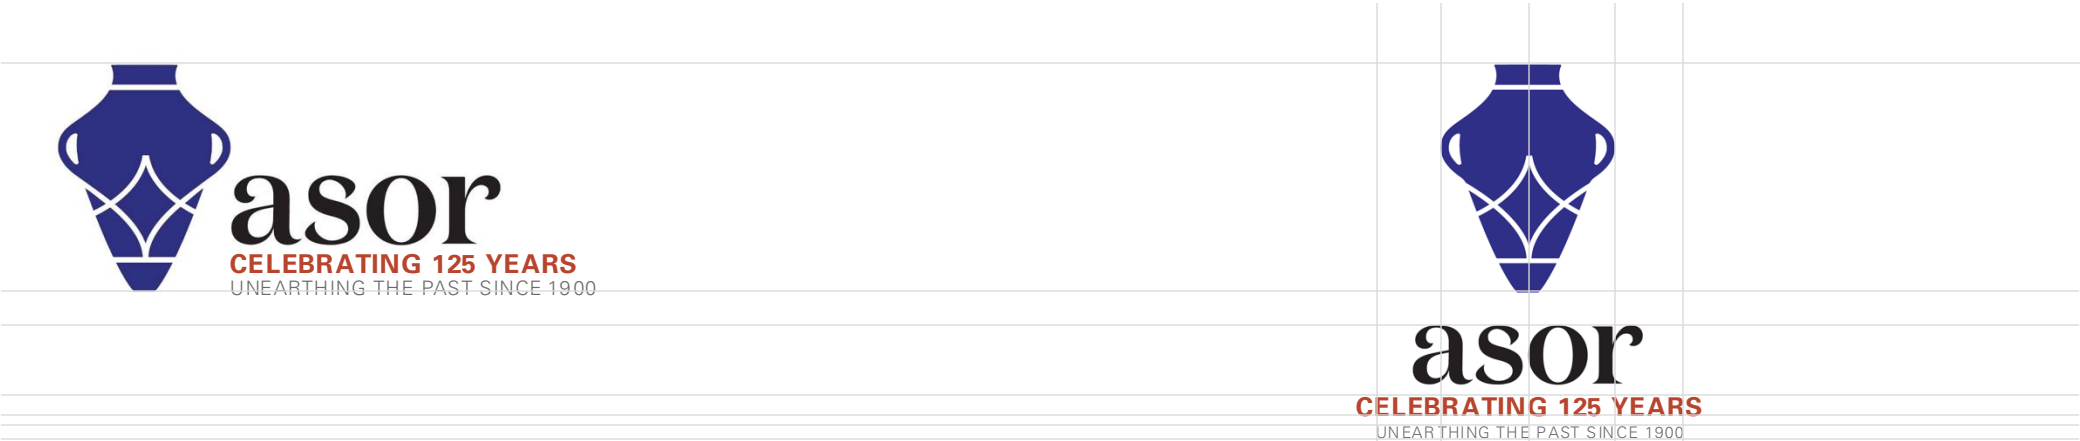 asor
CELEBRATING 125 YEARS
UNEARTHING THE PAST SINCE 1900
asor
CELEBRATING 125 YEARS
UNEARTHING THE PAST SINCE 1900